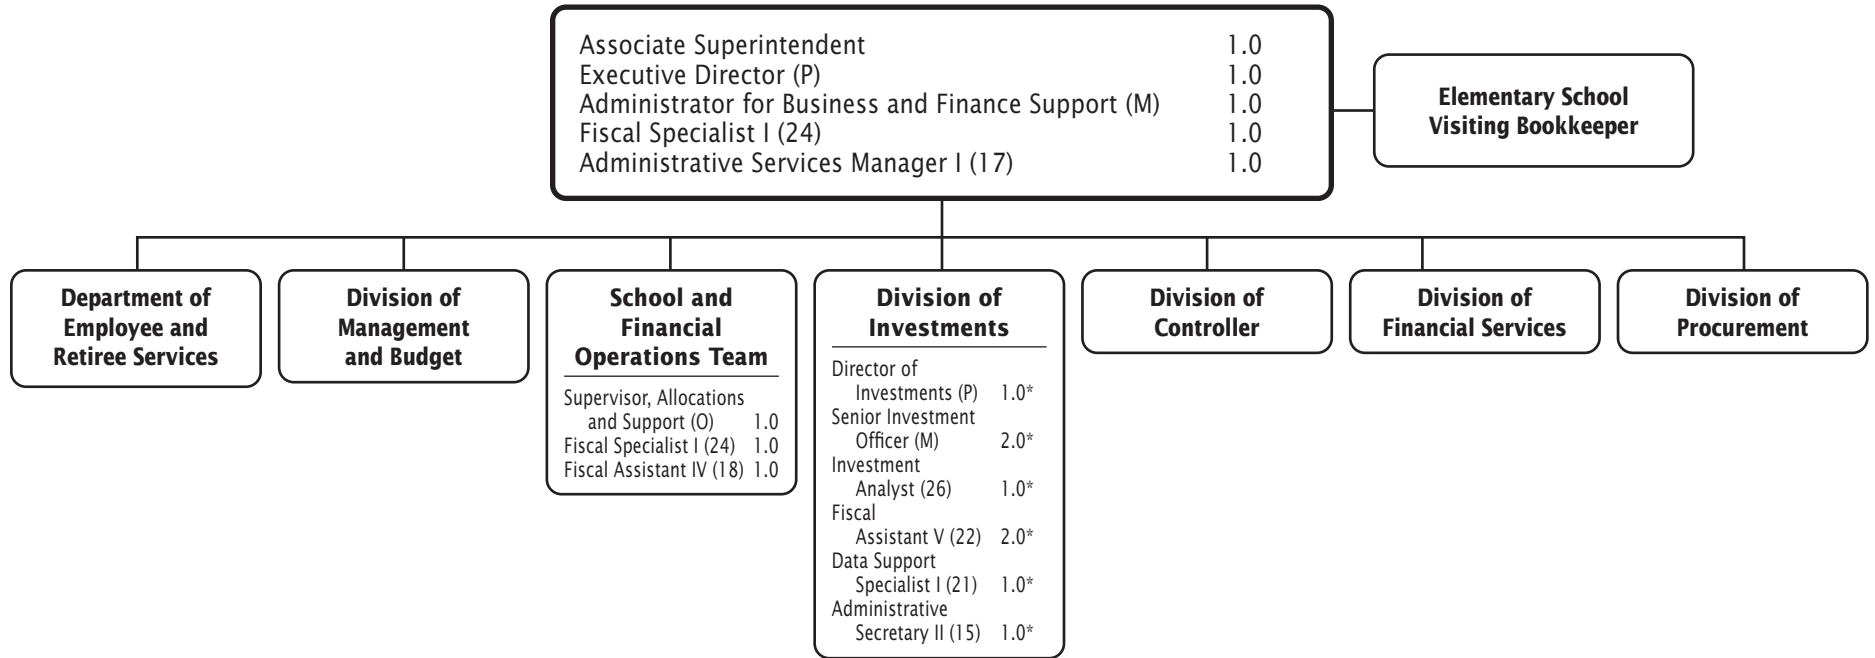 Associate Superintendent 1.0
Executive Director (P) 1.0
Administrator for Business and Finance Support (M) 1.0
Fiscal Specialist I (24) 1.0
Administrative Services Manager I (17) 1.0
Elementary School
Visiting Bookkeeper
Department of
Employee and
Retiree Services
Division of
Management
and Budget
School and
Financial
Operations Team
Supervisor, Allocations
and Support (O) 1.0
Fiscal Specialist I (24) 1.0
Fiscal Assistant IV (18) 1.0
Division of
Investments
Director of
Investments (P) 1.0*
Senior Investment
Officer (M) 2.0*
Investment
Analyst (26) 1.0*
Fiscal
Assistant V (22) 2.0*
Data Support
Specialist I (21) 1.0*
Administrative
Secretary II (15) 1.0*
Division of
Controller
Division of
Financial Services
Division of
Procurement